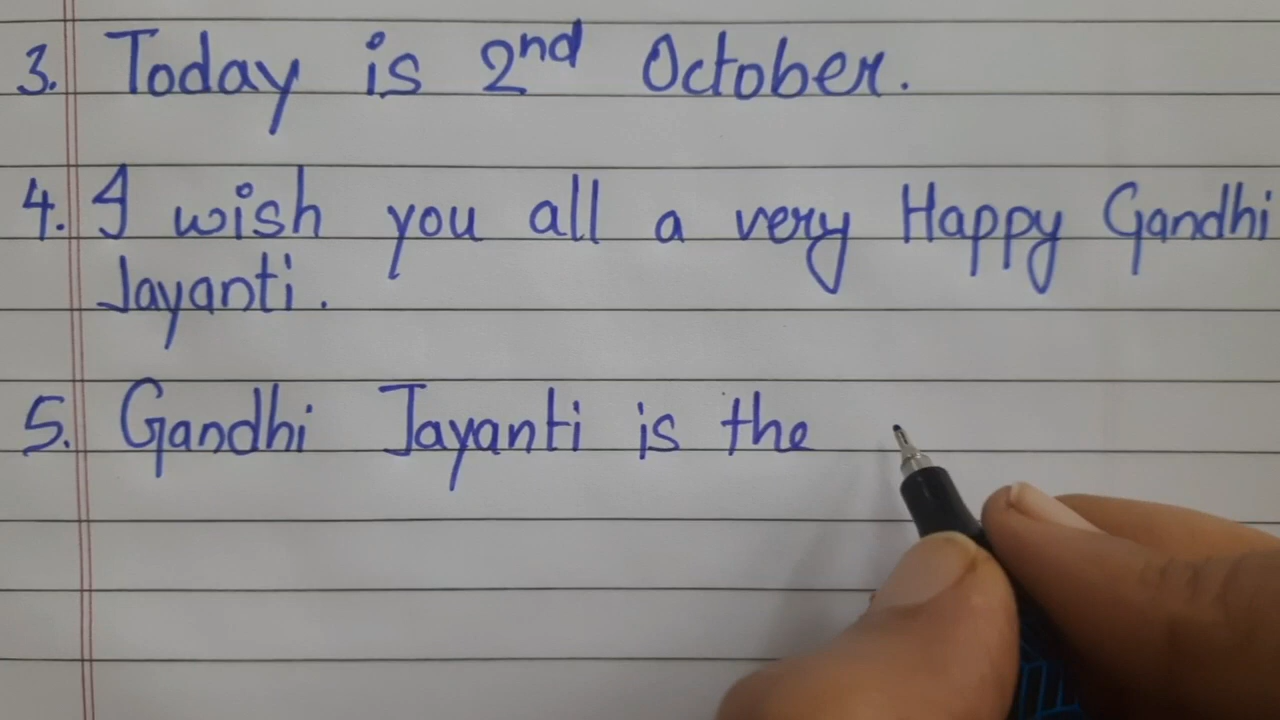 3. Today is 2nd October.
4. I wish you all a very Happy Gandhi
Jayanti.
5. Gandhi Jayanti is the